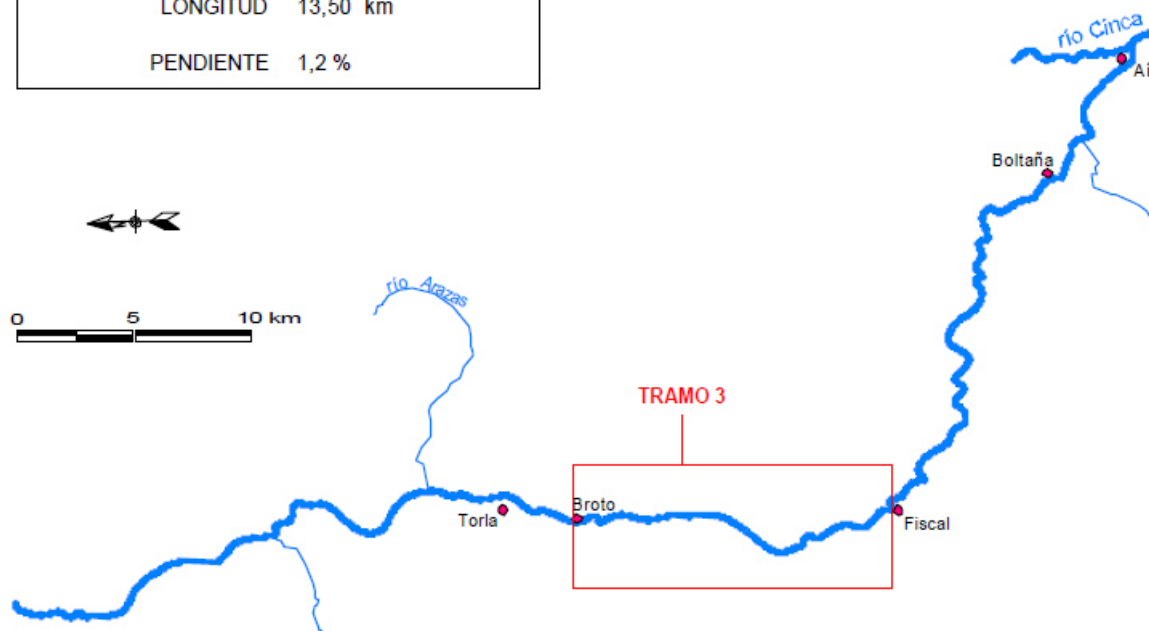 LONGITUD 13,50 km
PENDIENTE 1,2 %
río Cinca
Boltaña
río Arazas
0 5 10 km
TRAMO 3
Broto
Torla
Fiscal